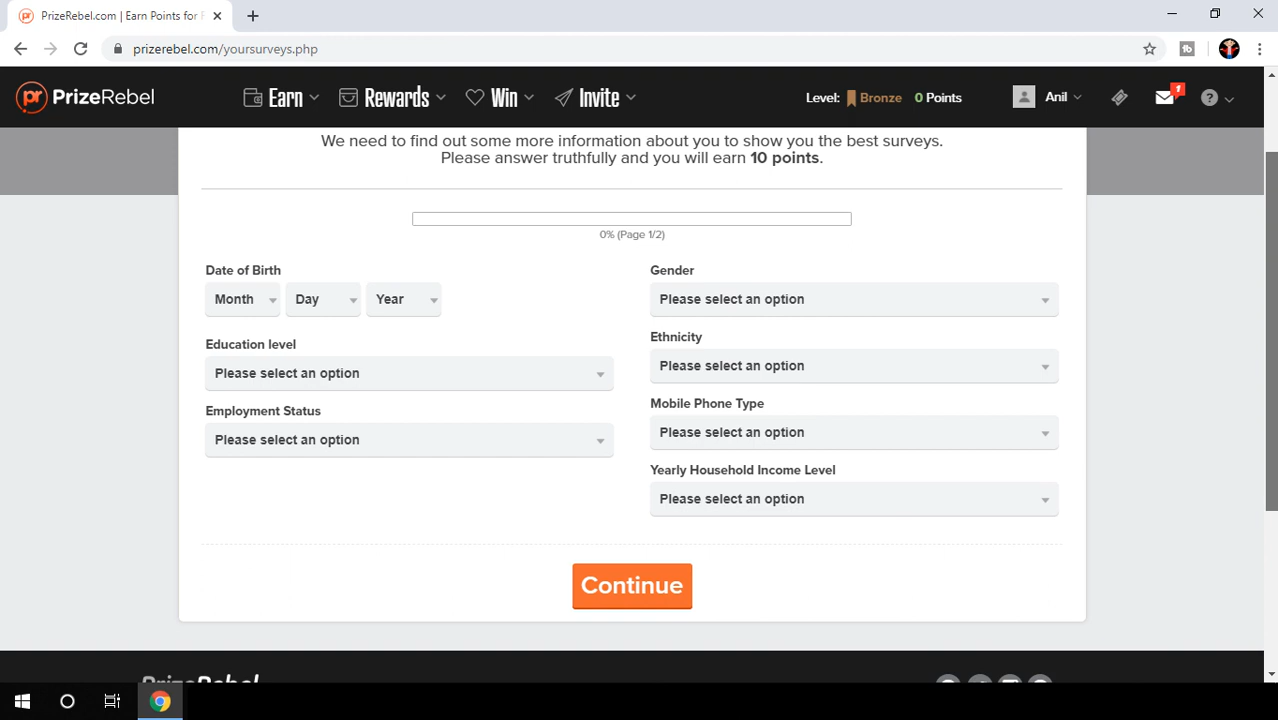 PrizeRebel.com | Earn Points for F
prizerebel.com/yoursurveys.php
pr PrizeRebel
Earn
Rewards
Win
Invite
Level: Bronze 0 Points
Anil
1
?
We need to find out some more information about you to show you the best surveys.
Please answer truthfully and you will earn 10 points.
0% (Page 1/2)
Date of Birth
Month Day Year
Education level
Please select an option
Employment Status
Please select an option
Gender
Please select an option
Ethnicity
Please select an option
Mobile Phone Type
Please select an option
Yearly Household Income Level
Please select an option
Continue
PrizeRebel